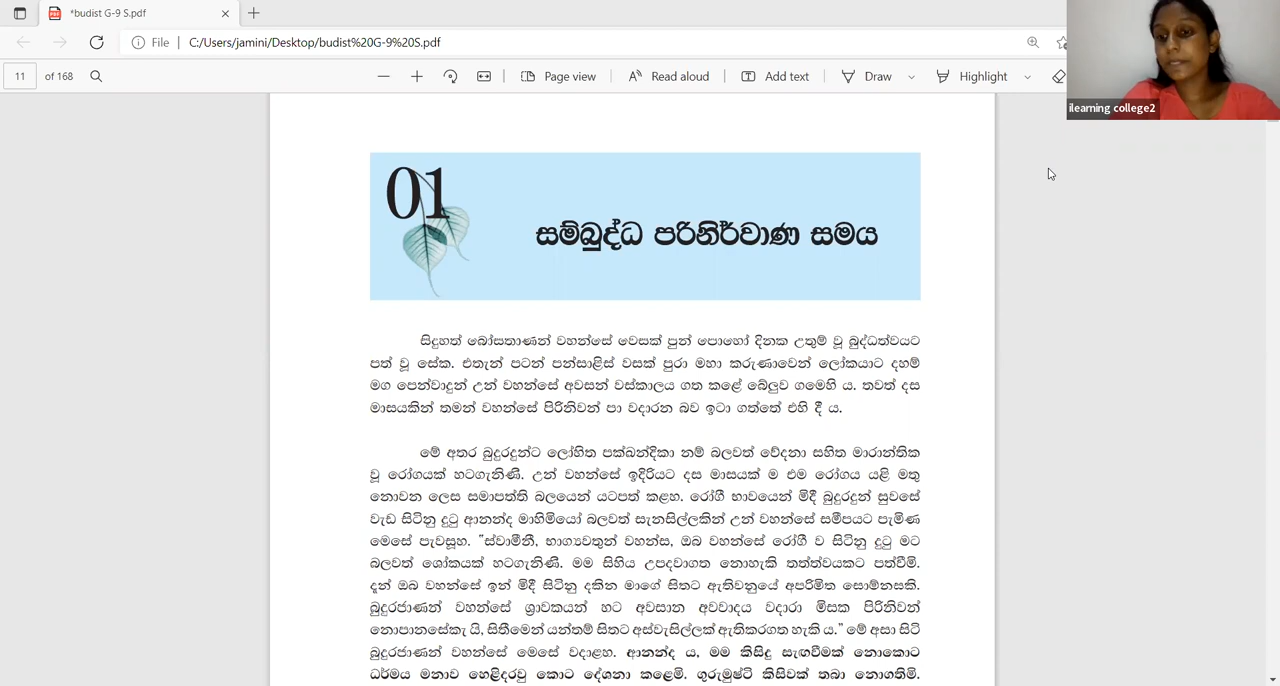 *budist G-9 S.pdf
File
C:/Users/jamini/Desktop/budist%20G-9%20S.pdf
11 of 168
Page view
Read aloud
Add text
Draw
Highlight
ilearning college2
01
සම්බුද්ධ පරිනිර්වාණ සමය
සිදුහත් බෝසතාණන් වහන්සේ වෙසක් පුන් පොහෝ දිනක උතුම් වූ බුද්ධත්වයට
පත් වූ සේක. එතැන් පටන් පන්සාළිස් වසක් පුරා මහා කරුණාවෙන් ලෝකයාට දහම්
මග පෙන්වාදුන් උන් වහන්සේ අවසන් වස්කාලය ගත කළේ බේලුව ගමෙහි ය. තවත් දස
මාසයකින් තමන් වහන්සේ පිරිනිවන් පා වදාරන බව ඉටා ගත්තේ එහි දී ය.
මේ අතර බුදුරදුන්ට ලෝහිත පක්ඛන්දිකා නම් බලවත් වේදනා සහිත මාරාන්තික
වූ රෝගයක් හටගැනිණි. උන් වහන්සේ ඉදිරියට දස මාසයක් ම එම රෝගය යළි මතු
නොවන ලෙස සමාපත්ති බලයෙන් යටපත් කළහ. රෝගී භාවයෙන් මිදී බුදුරදුන් සුවසේ
වැඩ සිටිනු දුටු ආනන්ද මාහිමියෝ බලවත් සැනසිල්ලකින් උන් වහන්සේ සමීපයට පැමිණ
මෙසේ පැවසූහ. "ස්වාමීනී, භාග්‍යවතුන් වහන්ස, ඔබ වහන්සේ රෝගී ව සිටිනු දුටු මට
බලවත් ශෝකයක් හටගැනිණී. මම සිහිය උපදවාගත නොහැකි තත්ත්වයකට පත්වීමි.
දැන් ඔබ වහන්සේ ඉන් මිදී සිටිනු දකින මාගේ සිතට ඇතිවනුයේ අපරිමිත සොම්නසකි.
බුදුරජාණන් වහන්සේ ශ්‍රාවකයන් හට අවසාන අවවාදය වදාරා මිසක පිරිනිවන්
නොපානසේකැ යි, සිතීමෙන් යන්තම් සිතට අස්වැසිල්ලක් ඇතිකරගත හැකි ය." මේ අසා සිටි
බුදුරජාණන් වහන්සේ මෙසේ වදාළහ. ආනන්ද ය, මම කිසිදු සැඟවීමක් නොකොට
ධර්මය මනාව හෙළිදරවු කොට දේශනා කළෙමි. ගුරුමුෂ්ටි කිසිවක් තබා නොගතිමි.